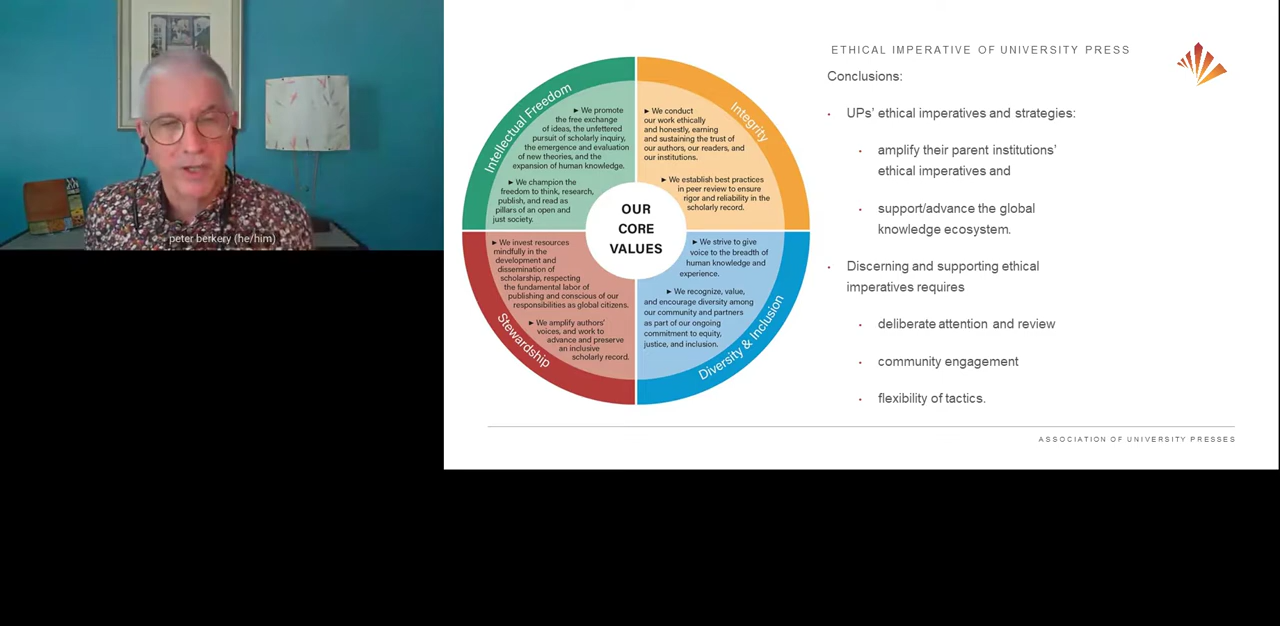 peter berkery (he/him)
ETHICAL IMPERATIVE OF UNIVERSITY PRESS
Intellectual Freedom
► We promote
the free exchange
of ideas, the unfettered
pursuit of scholarly inquiry,
the emergence and evaluation
of new theories, and the
expansion of human knowledge.
► We champion the
freedom to think, research,
publish, and read as
pillars of an open and
just society.
Integrity
► We conduct
our work ethically
and honestly, earning
and sustaining the trust of
our authors, our readers, and
our institutions.
► We establish best practices
in peer review to ensure
rigor and reliability in the
scholarly record.
OUR
CORE
VALUES
► We invest resources
mindfully in the
development and
dissemination of
scholarship, respecting
the fundamental labor of
publishing and conscious of our
responsibilities as global citizens.
► We amplify authors'
voices, and work to
advance and preserve
an inclusive
scholarly record.
Stewardship
► We strive to give
voice to the breadth of
human knowledge and
experience.
► We recognize, value,
and encourage diversity among
our community and partners
as part of our ongoing
commitment to equity,
justice, and inclusion.
Diversity & Inclusion
Conclusions:
• UPs' ethical imperatives and strategies:
• amplify their parent institutions'
ethical imperatives and
• support/advance the global
knowledge ecosystem.
• Discerning and supporting ethical
imperatives requires
• deliberate attention and review
• community engagement
• flexibility of tactics.
ASSOCIATION OF UNIVERSITY PRESSES